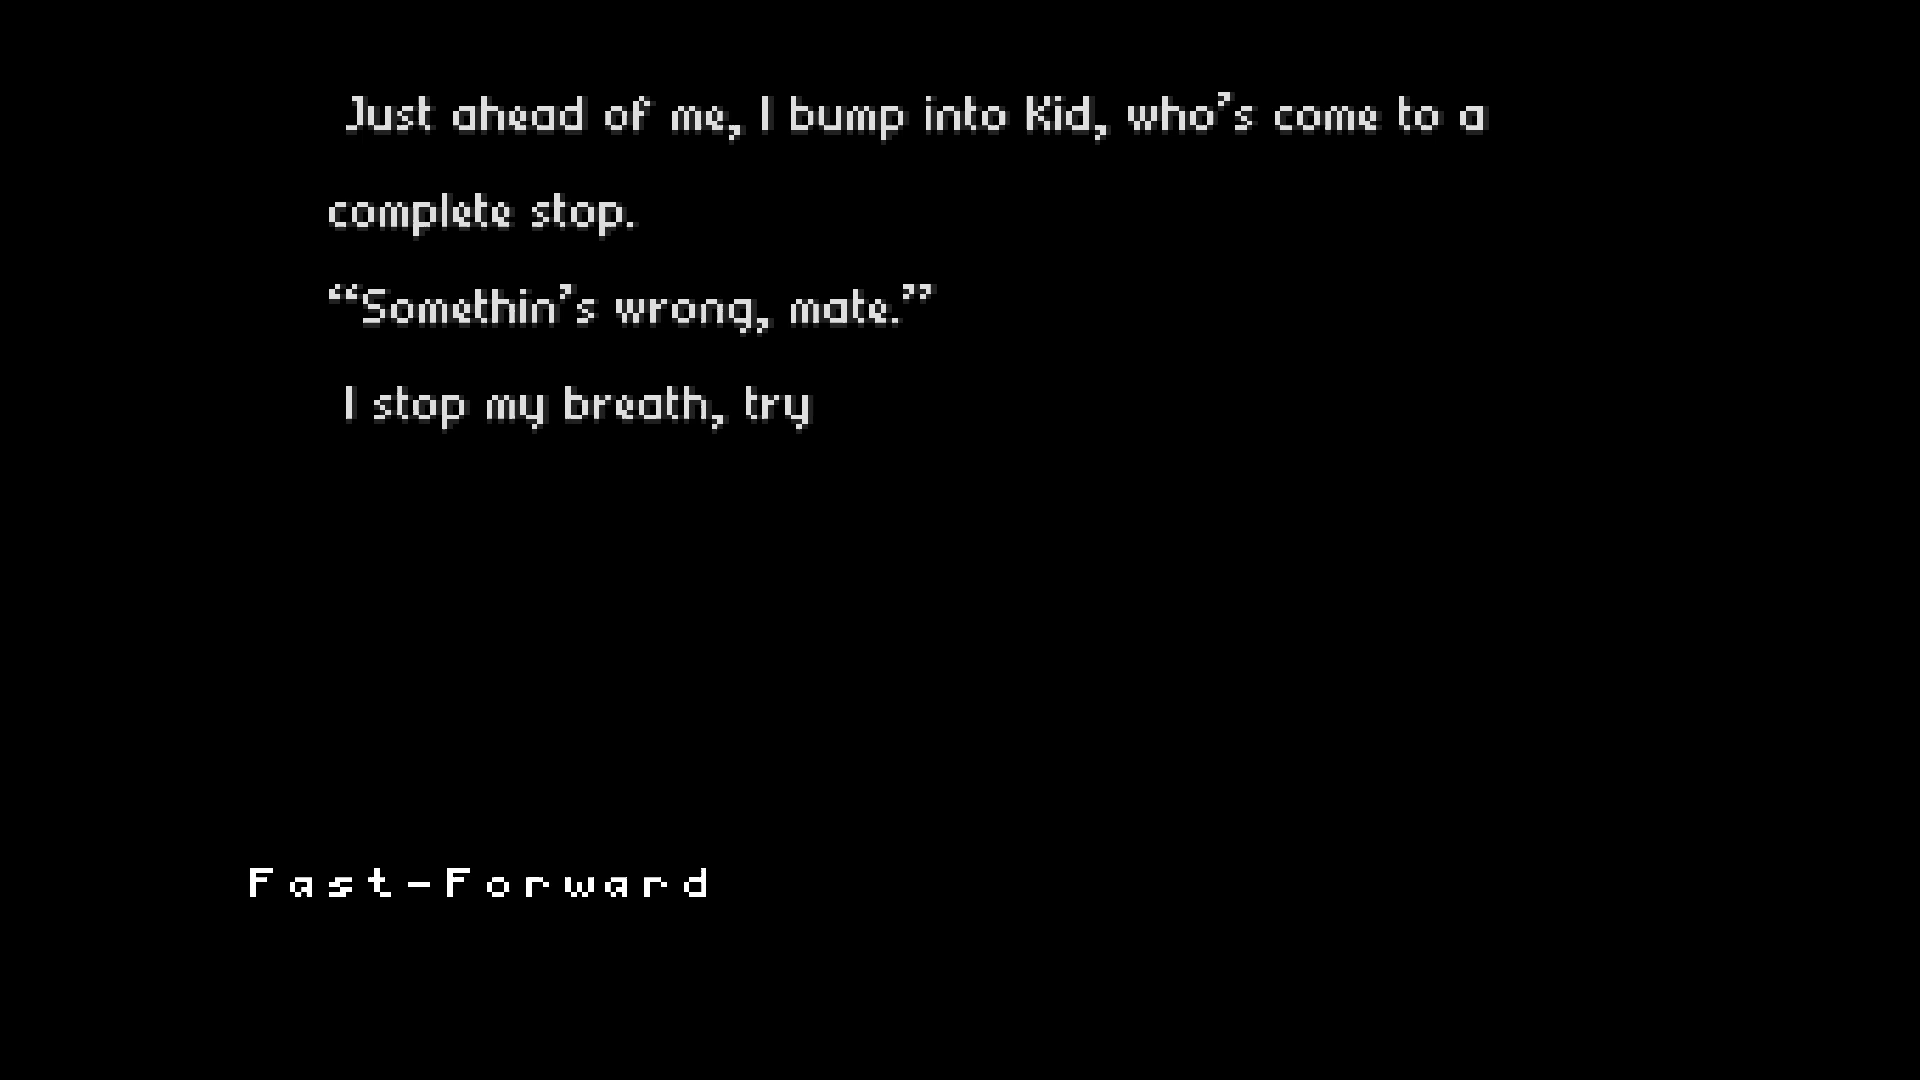 Just ahead of me, I bump into Kid, who’s come to a
complete stop.
“Somethin’s wrong, mate.”
I stop my breath, try
Fast-Forward